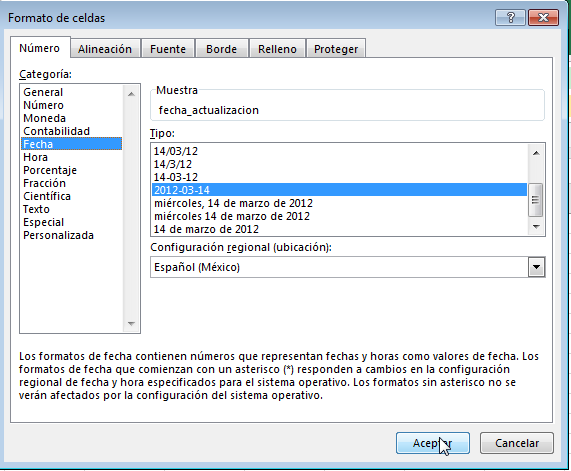 Formato de celdas
Número Alineación Fuente Borde Relleno Proteger
Categoría:
General
Número
Moneda
Contabilidad
Fecha
Hora
Porcentaje
Fracción
Científica
Texto
Especial
Personalizada
Muestra
fecha_actualizacion
Tipo:
14/03/12
14/3/12
14-03-12
2012-03-14
miércoles, 14 de marzo de 2012
miércoles 14 de marzo de 2012
14 de marzo de 2012
Configuración regional (ubicación):
Español (México)
Los formatos de fecha contienen números que representan fechas y horas como valores de fecha. Los
formatos de fecha que comienzan con un asterisco (*) responden a cambios en la configuración
regional de fecha y hora especificados para el sistema operativo. Los formatos sin asterisco no se
verán afectados por la configuración del sistema operativo.
Aceptar Cancelar